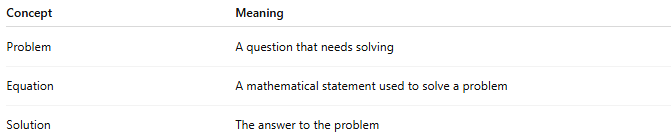 Concept Meaning
Problem A question that needs solving
Equation A mathematical statement used to solve a problem
Solution The answer to the problem